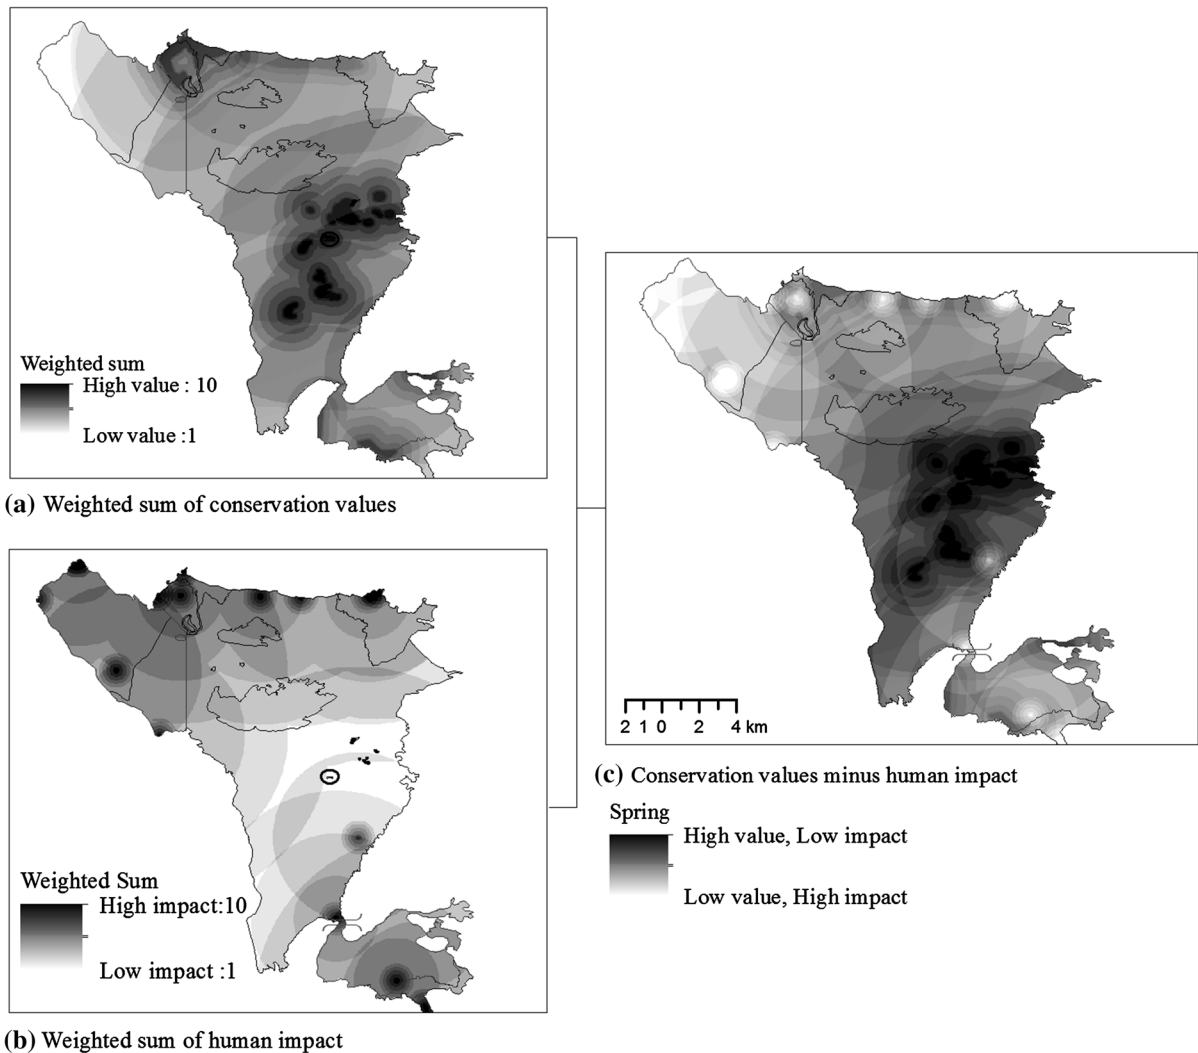 Weighted sum
High value : 10
Low value :1
(a) Weighted sum of conservation values
Weighted Sum
High impact:10
Low impact :1
(b) Weighted sum of human impact
2 1 0 2 4 km
(c) Conservation values minus human impact
Spring
High value, Low impact
Low value, High impact